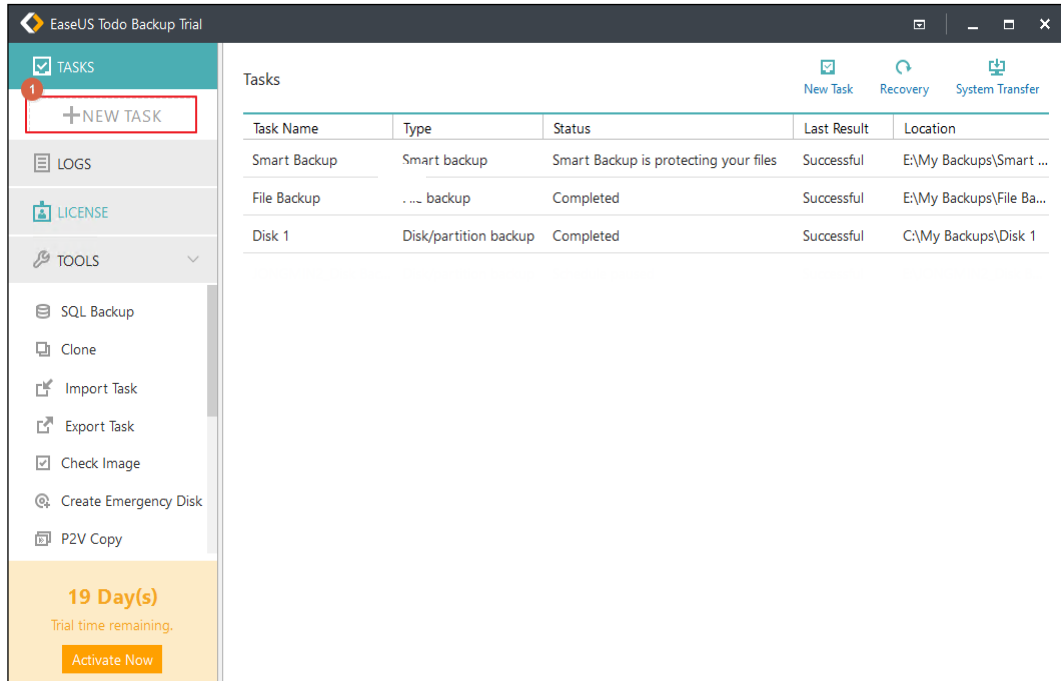 EaseUS Todo Backup Trial
TASKS
1
NEW TASK
LOGS
LICENSE
TOOLS
SQL Backup
Clone
Import Task
Export Task
Check Image
Create Emergency Disk
P2V Copy
19 Day(s)
Trial time remaining.
Activate Now
Tasks
New Task Recovery System Transfer
Task Name Type Status Last Result Location
Smart Backup Smart backup Smart Backup is protecting your files Successful E:\My Backups\Smart ...
File Backup backup Completed Successful E:\My Backups\File Ba...
Disk 1 Disk/partition backup Completed Successful C:\My Backups\Disk 1